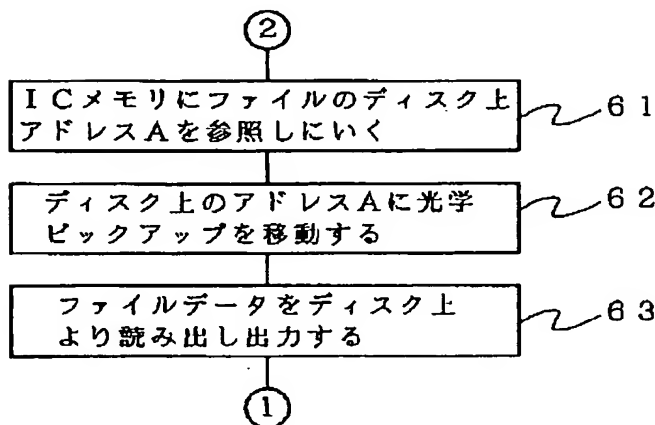 ②
ICメモリにファイルのディスク上
アドレスAを参照しにいく
61
ディスク上のアドレスAに光学
ピックアップを移動する
62
ファイルデータをディスク上
より読み出し出力する
63
①